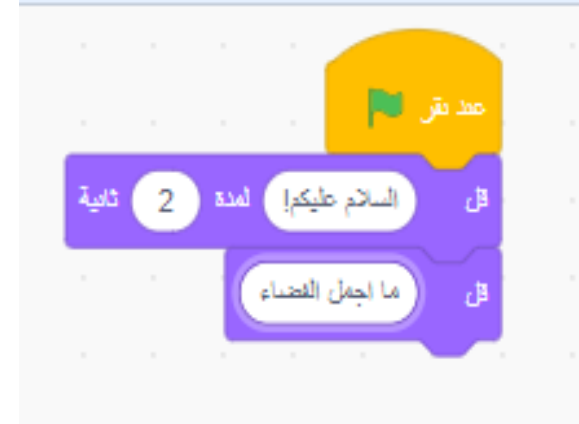 عند نقر
قل السلام عليكم! لمدة 2 ثانية
قل ما اجمل الفضاء